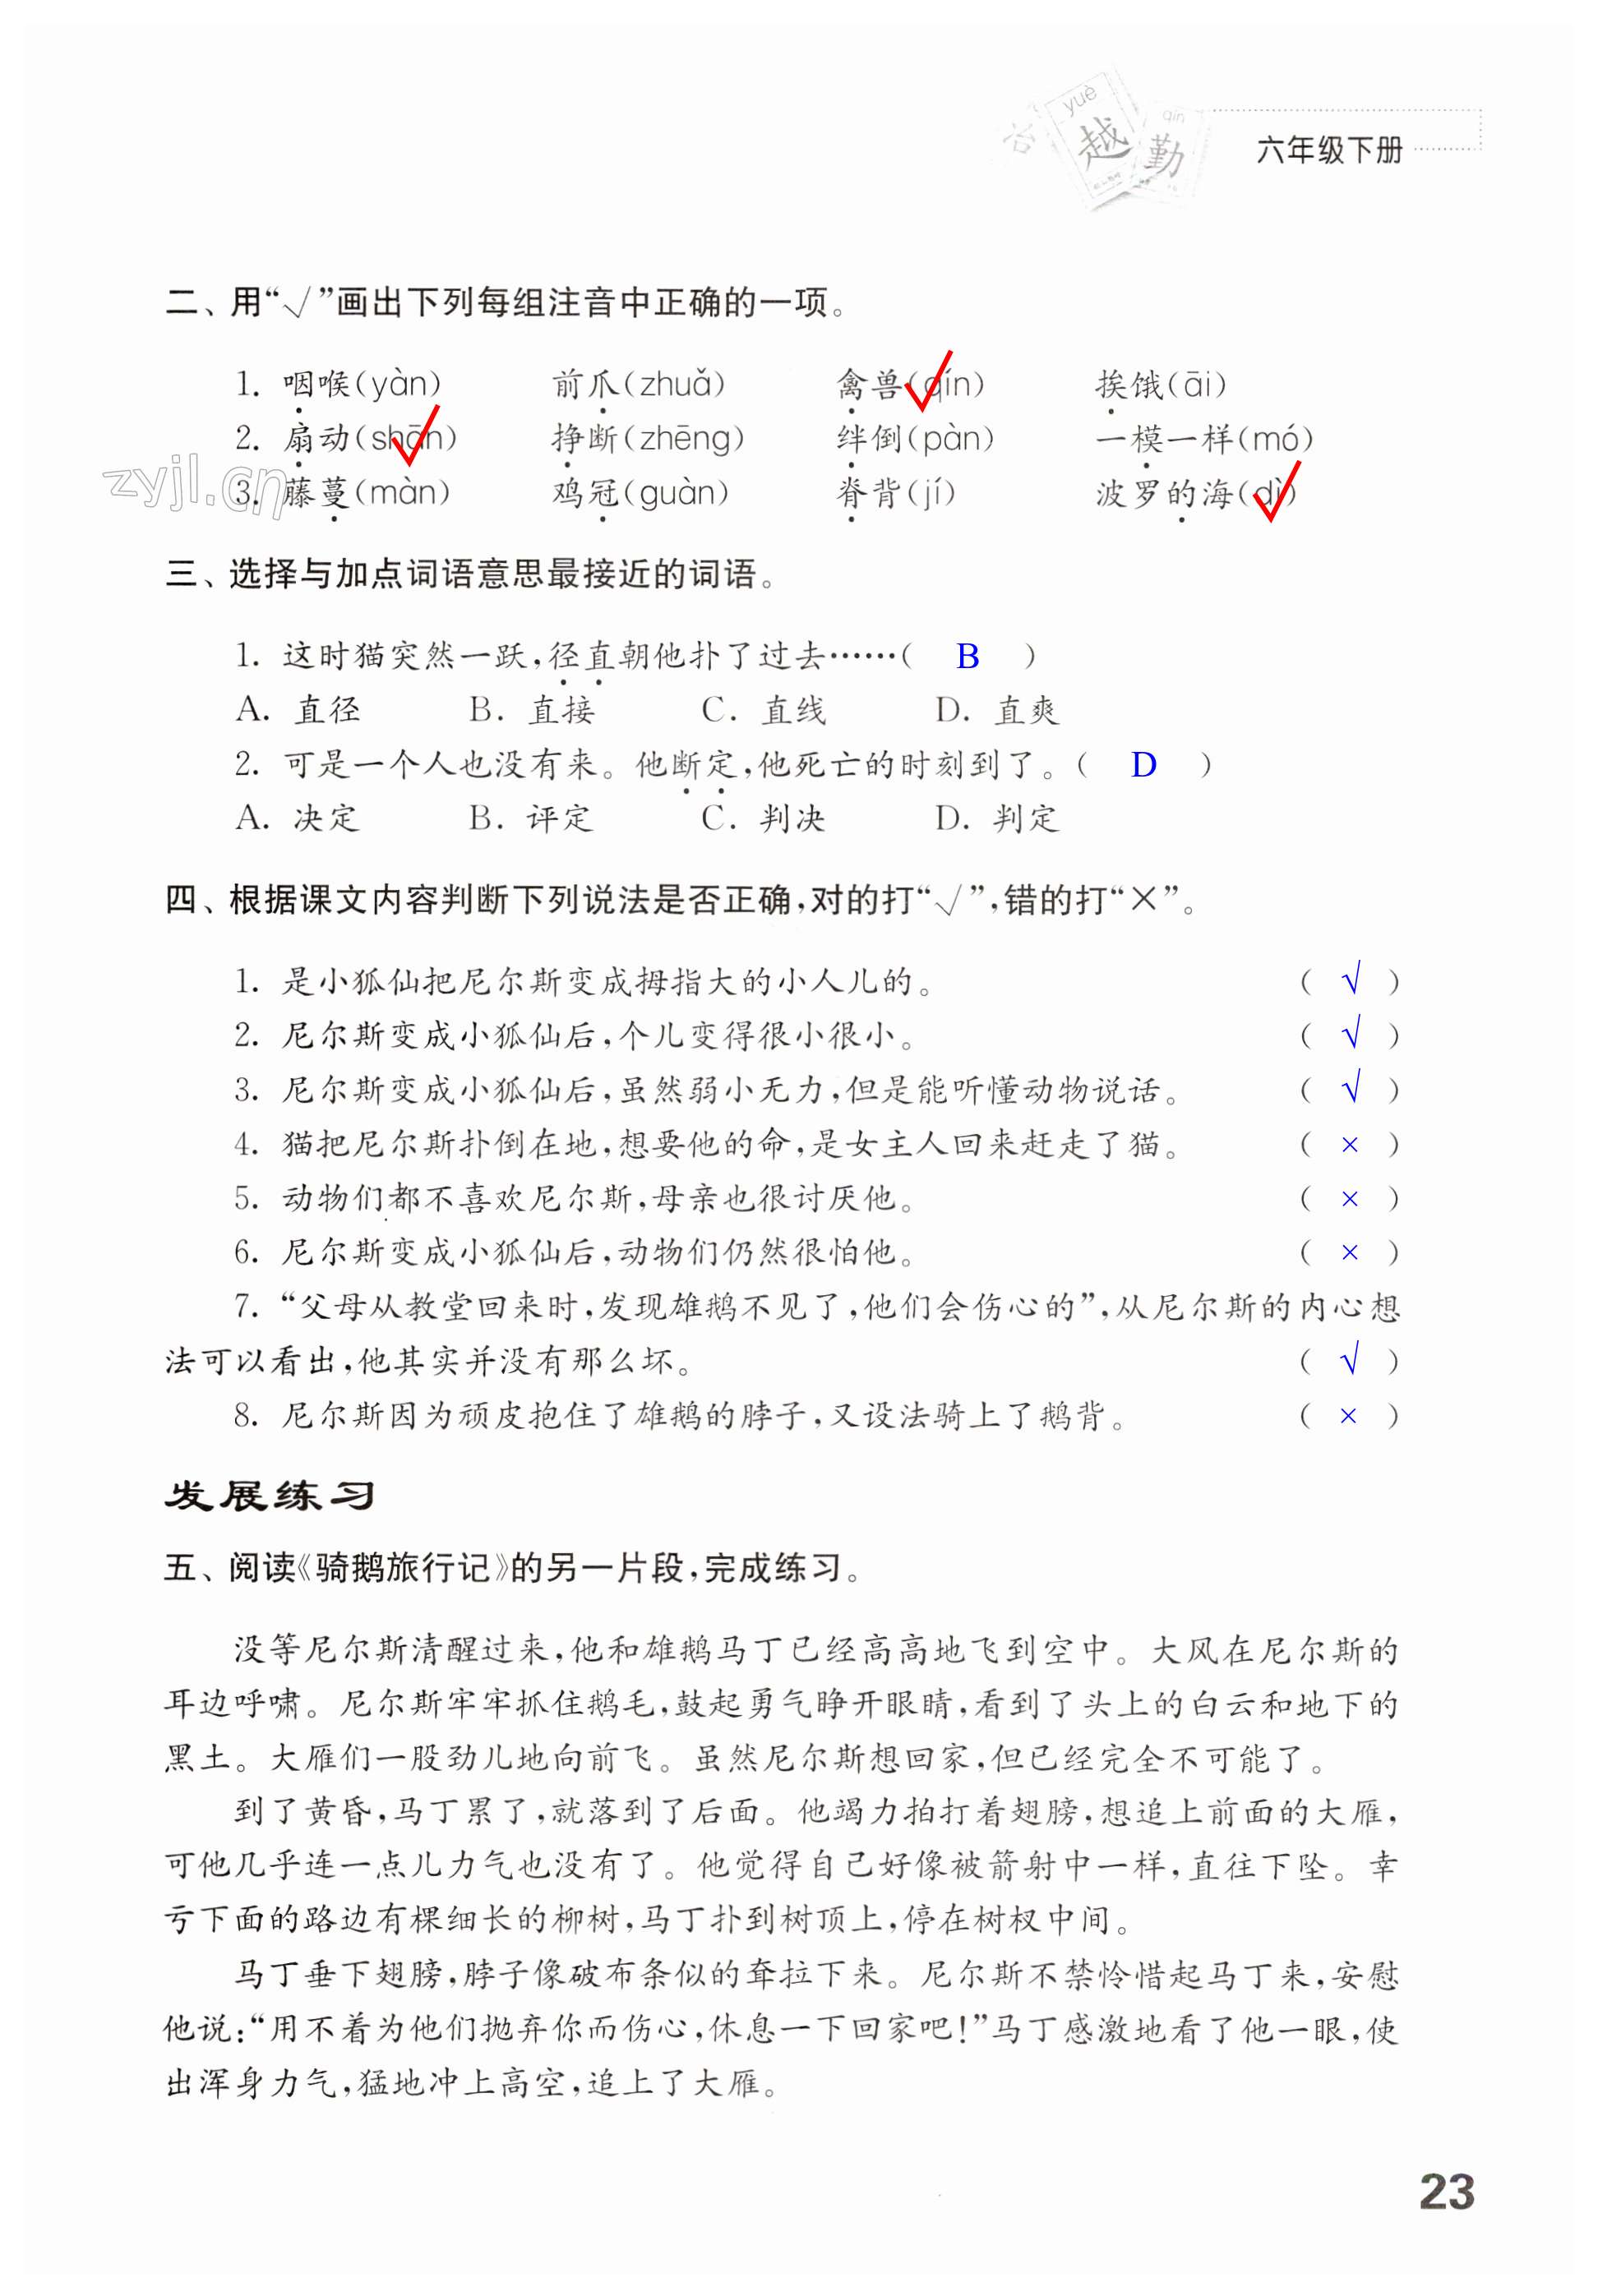 yuè
越
qín
勤
六年级下册
二、用“√”画出下列每组注音中正确的一项。
1. 咽喉(yàn) 前爪(zhuǎ) 禽兽(qín) √ 挨饿(āi)
2. 扇动(shān) √ 挣断(zhēng) 绊倒(pàn) 一模一样(mó)
3. 藤蔓(màn) 鸡冠(guàn) 脊背(jí) 波罗的海(dì) √
zyjl.cn
三、选择与加点词语意思最接近的词语。
1. 这时猫突然一跃,径直朝他扑了过去……( B )
A. 直径 B. 直接 C. 直线 D. 直爽
2. 可是一个人也没有来。他断定,他死亡的时刻到了。( D )
A. 决定 B. 评定 C. 判决 D. 判定
四、根据课文内容判断下列说法是否正确,对的打“√”,错的打“×”。
1. 是小狐仙把尼尔斯变成拇指大的小人儿的。 ( √ )
2. 尼尔斯变成小狐仙后,个儿变得很小很小。 ( √ )
3. 尼尔斯变成小狐仙后,虽然弱小无力,但是能听懂动物说话。 ( √ )
4. 猫把尼尔斯扑倒在地,想要他的命,是女主人回来赶走了猫。 ( × )
5. 动物们都不喜欢尼尔斯,母亲也很讨厌他。 ( × )
6. 尼尔斯变成小狐仙后,动物们仍然很怕他。 ( × )
7. “父母从教堂回来时,发现雄鹅不见了,他们会伤心的”,从尼尔斯的内心想
法可以看出,他其实并没有那么坏。 ( √ )
8. 尼尔斯因为顽皮抱住了雄鹅的脖子,又设法骑上了鹅背。 ( × )
发展练习
五、阅读《骑鹅旅行记》的另一片段,完成练习。
没等尼尔斯清醒过来,他和雄鹅马丁已经高高地飞到空中。大风在尼尔斯的
耳边呼啸。尼尔斯牢牢抓住鹅毛,鼓起勇气睁开眼睛,看到了头上的白云和地下的
黑土。大雁们一股劲儿地向前飞。虽然尼尔斯想回家,但已经完全不可能了。
到了黄昏,马丁累了,就落到了后面。他竭力拍打着翅膀,想追上前面的大雁,
可他几乎连一点儿力气也没有了。他觉得自己好像被箭射中一样,直往下坠。幸
亏下面的路边有棵细长的柳树,马丁扑到树顶上,停在树杈中间。
马丁垂下翅膀,脖子像破布条似的耷拉下来。尼尔斯不禁怜惜起马丁来,安慰
他说:“用不着为他们抛弃你而伤心,休息一下回家吧!”马丁感激地看了他一眼,使
出浑身力气,猛地冲上高空,追上了大雁。
23